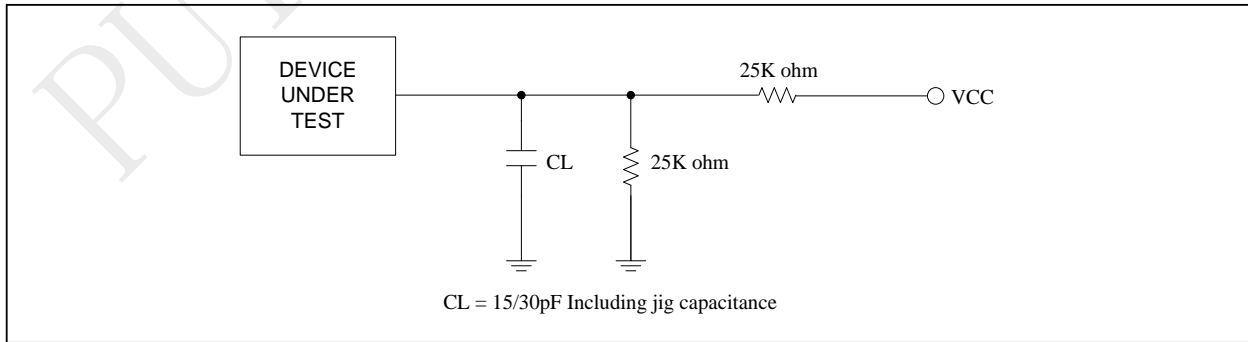 DEVICE
UNDER
TEST
25K ohm
VCC
CL
25K ohm
CL = 15/30pF Including jig capacitance